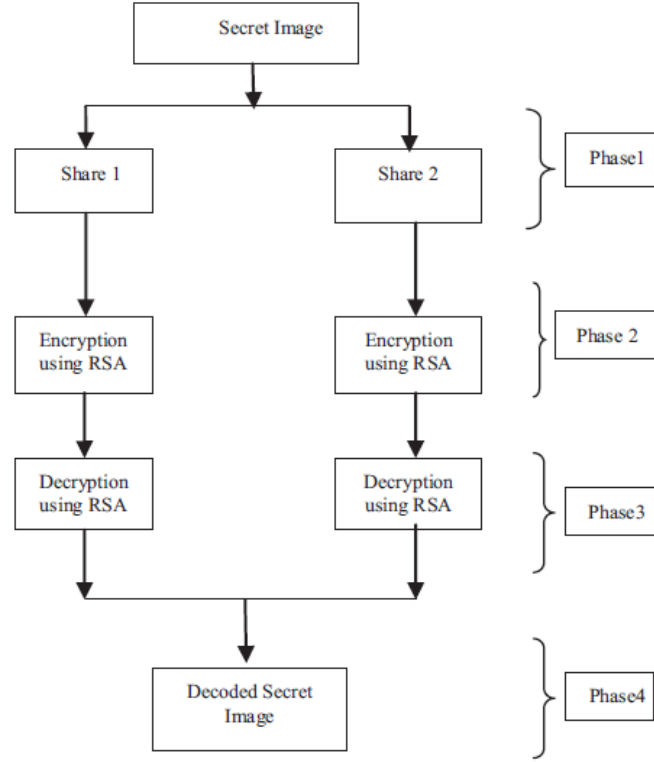 Secret Image
Share 1
Share 2
Phase1
Encryption
using RSA
Encryption
using RSA
Phase 2
Decryption
using RSA
Decryption
using RSA
Phase3
Decoded Secret
Image
Phase4